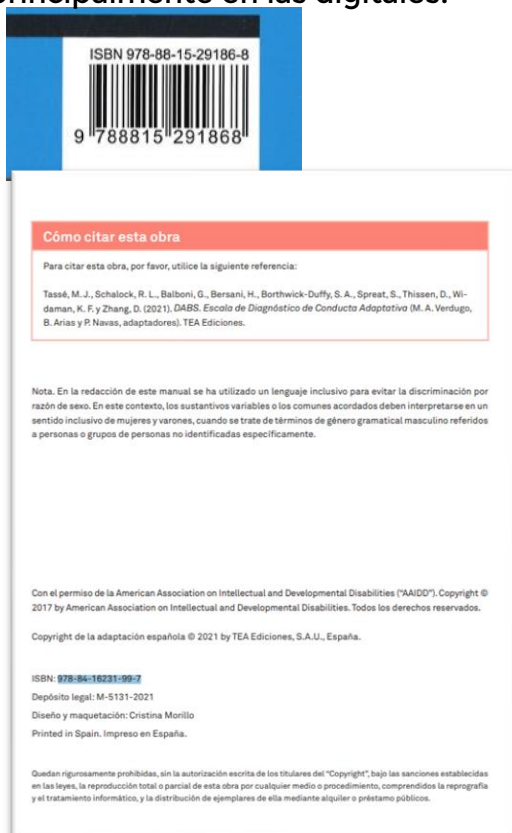 principalmente en las digitales.
ISBN 978-88-15-29186-8
9 788815 291868
Cómo citar esta obra
Para citar esta obra, por favor, utilice la siguiente referencia:
Tassé, M. J., Schalock, R. L., Balboni, G., Bersani, H., Borthwick-Duffy, S. A., Spreat, S., Thissen, D., Wi-
daman, K. F. y Zhang, D. (2021). DABS. Escala de Diagnóstico de Conducta Adaptativa (M. A. Verdugo,
B. Arias y P. Navas, adaptadores). TEA Ediciones.
Nota. En la redacción de este manual se ha utilizado un lenguaje inclusivo para evitar la discriminación por
razón de sexo. En este contexto, los sustantivos variables o los comunes acordados deben interpretarse en un
sentido inclusivo de mujeres y varones, cuando se trate de términos de género gramatical masculino referidos
a personas o grupos de personas no identificadas específicamente.
Con el permiso de la American Association on Intellectual and Developmental Disabilities ("AAIDD"). Copyright ©
2017 by American Association on Intellectual and Developmental Disabilities. Todos los derechos reservados.
Copyright de la adaptación española © 2021 by TEA Ediciones, S.A.U., España.
ISBN: 978-84-16231-99-7
Depósito legal: M-5131-2021
Diseño y maquetación: Cristina Morillo
Printed in Spain. Impreso en España.
Quedan rigurosamente prohibidas, sin la autorización escrita de los titulares del "Copyright", bajo las sanciones establecidas
en las leyes, la reproducción total o parcial de esta obra por cualquier medio o procedimiento, comprendidos la reprografía
y el tratamiento informático, y la distribución de ejemplares de ella mediante alquiler o préstamo públicos.